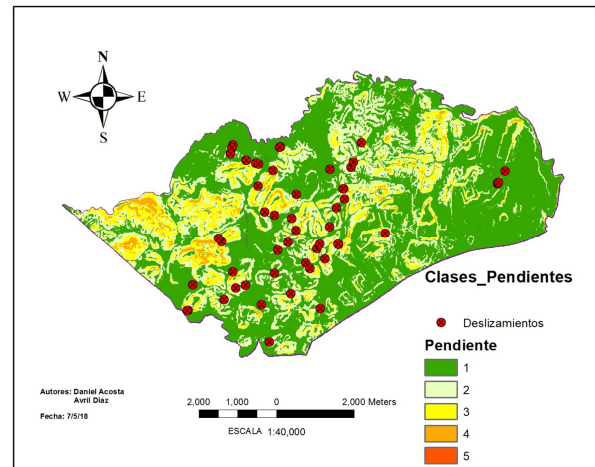 N
W E
S
Clases_Pendientes
Deslizamientos
Pendiente
1
2
3
4
5
Autores: Daniel Acosta
Avril Diaz
Fecha: 7/5/18
2,000 1,000 0 2,000 Meters
ESCALA 1:40,000